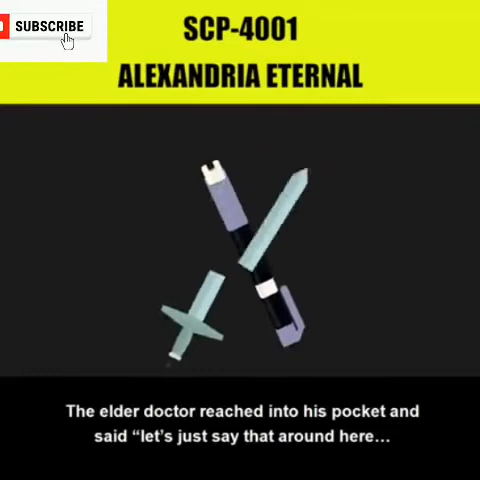 SUBSCRIBE
SCP-4001
ALEXANDRIA ETERNAL
The elder doctor reached into his pocket and
said “let’s just say that around here...